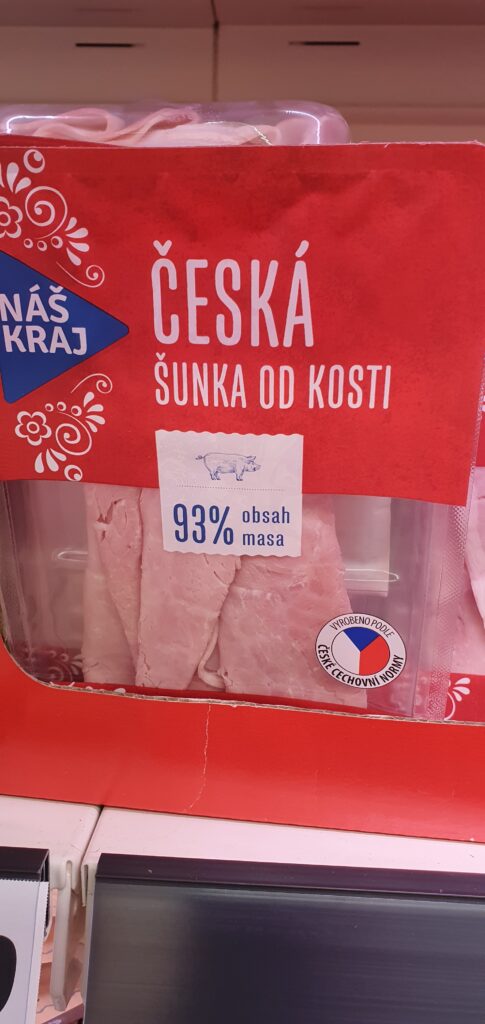 NÁŠ
KRAJ
ČESKÁ
ŠUNKA OD KOSTI
93% obsah
masa
VYROBENO PODLE
ČESKÉ CECHOVNÍ NORMY